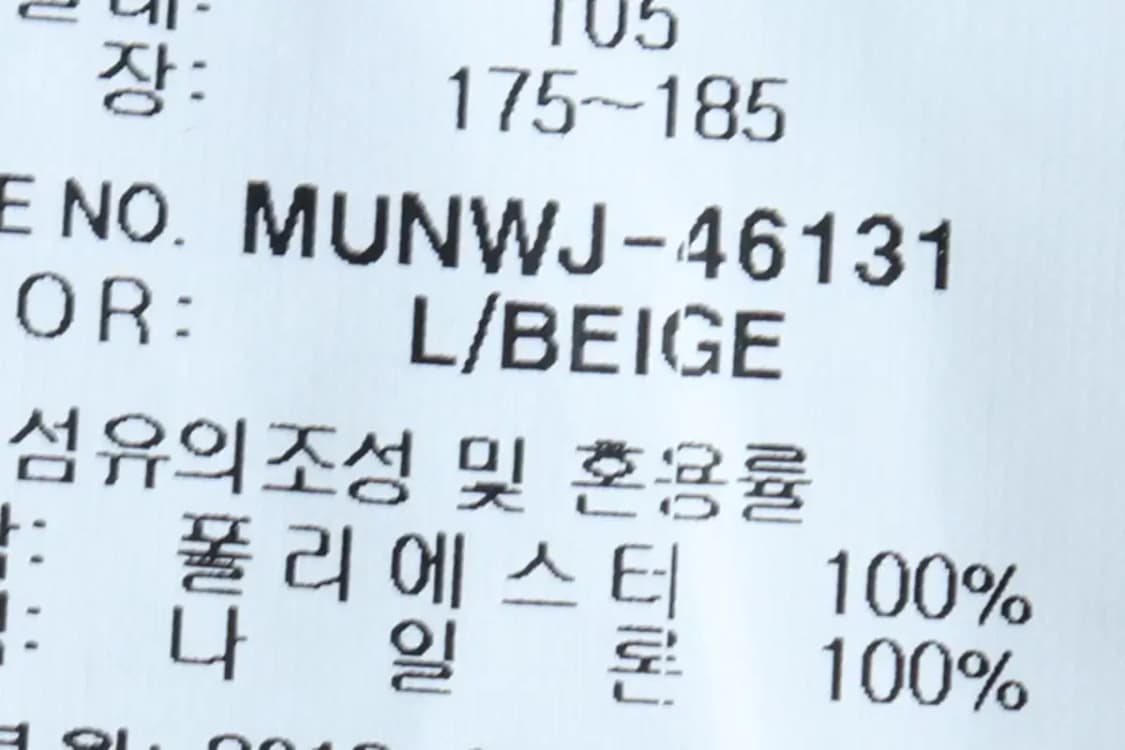 105
장: 175~185
E NO. MUNWJ-46131
OR: L/BEIGE
섬유의조성 및 혼용률
폴리에스터 100%
나일론 100%